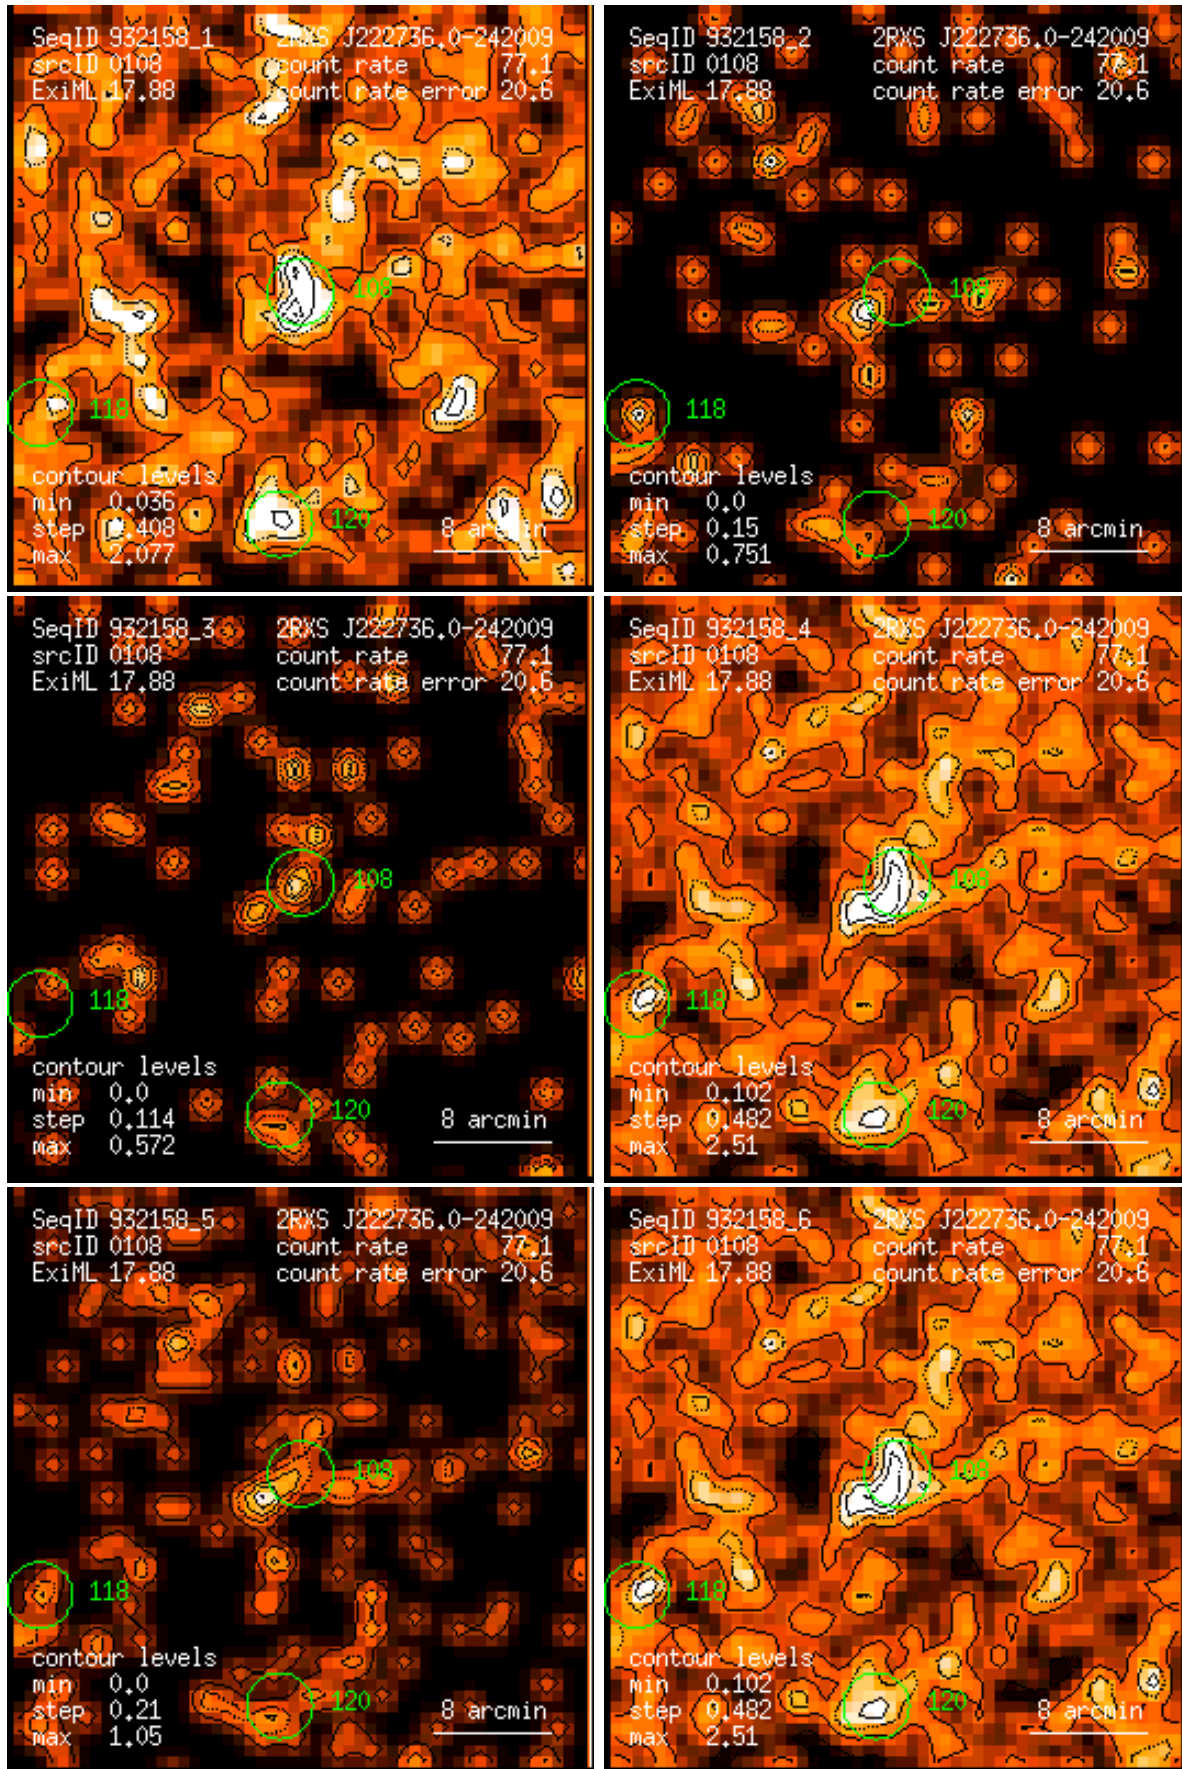 SeqID 932158_1 2RXS J222736.0-242009
srcID 0108 count rate 77.1
ExiML 17.88 count rate error 20.6
108
118
contour levels
min 0.036
step 0.408
max 2.077
120
8 arcmin
SeqID 932158_2 2RXS J222736.0-242009
srcID 0108 count rate 77.1
ExiML 17.88 count rate error 20.6
108
118
contour levels
min 0.0
step 0.15
max 0.751
120
8 arcmin
SeqID 932158_3 2RXS J222736.0-242009
srcID 0108 count rate 77.1
ExiML 17.88 count rate error 20.6
108
118
contour levels
min 0.0
step 0.114
max 0.572
120
8 arcmin
SeqID 932158_4 2RXS J222736.0-242009
srcID 0108 count rate 77.1
ExiML 17.88 count rate error 20.6
108
118
contour levels
min 0.102
step 0.482
max 2.51
120
8 arcmin
SeqID 932158_5 2RXS J222736.0-242009
srcID 0108 count rate 77.1
ExiML 17.88 count rate error 20.6
108
118
contour levels
min 0.0
step 0.21
max 1.05
120
8 arcmin
SeqID 932158_6 2RXS J222736.0-242009
srcID 0108 count rate 77.1
ExiML 17.88 count rate error 20.6
108
118
contour levels
min 0.102
step 0.482
max 2.51
120
8 arcmin